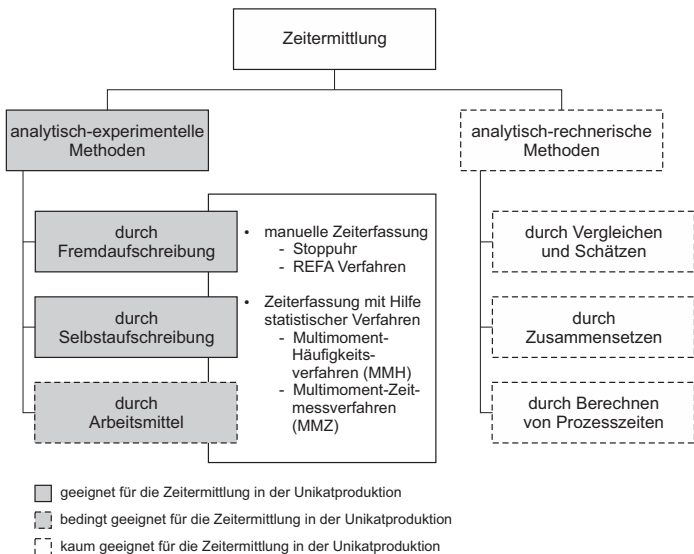 Zeitermittlung
analytisch-experimentelle
Methoden
durch
Fremdaufschreibung
durch
Selbstaufschreibung
durch
Arbeitsmittel
• manuelle Zeiterfassung
- Stoppuhr
- REFA Verfahren
• Zeiterfassung mit Hilfe
statistischer Verfahren
- Multimoment-
Häufigkeits-
verfahren (MMH)
- Multimoment-Zeit-
messverfahren
(MMZ)
analytisch-rechnerische
Methoden
durch Vergleichen
und Schätzen
durch
Zusammensetzen
durch Berechnen
von Prozesszeiten
geeignet für die Zeitermittlung in der Unikatproduktion
bedingt geeignet für die Zeitermittlung in der Unikatproduktion
kaum geeignet für die Zeitermittlung in der Unikatproduktion